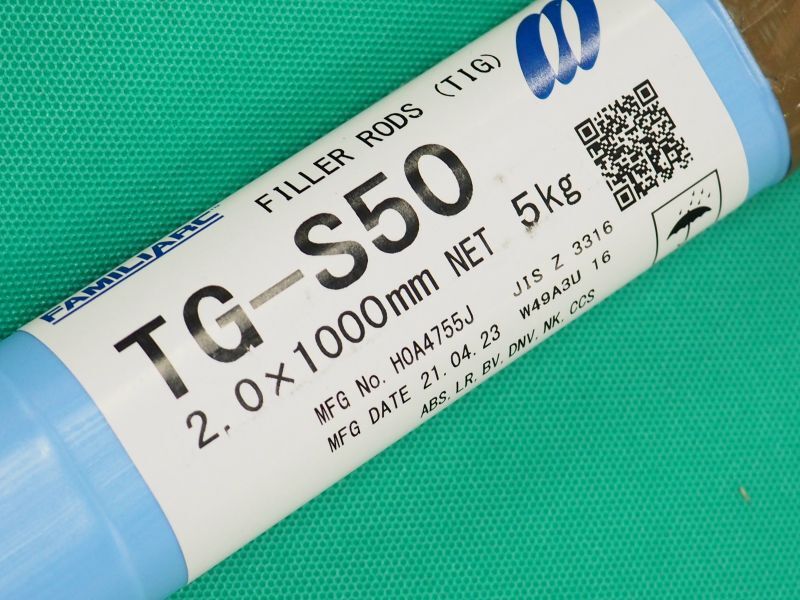 FAMILIARC
FILLER RODS (TIG)
TG-S50
2.0×1000mm NET 5kg
MFG No. H0A4755J JIS Z 3316
MFG DATE 21.04.23 W49A3U 16
ABS, LR, BV, DNV, NK, CCS